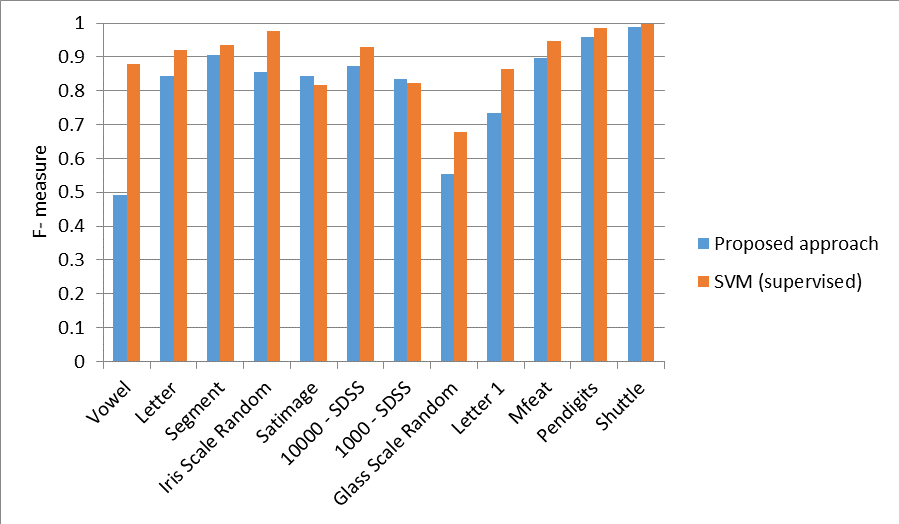 1
0.9
0.8
0.7
0.6
0.5
0.4
0.3
0.2
0.1
0
F- measure
Vowel
Letter
Segment
Iris Scale Random
Satimage
10000 - SDSS
1000 - SDSS
Glass Scale Random
Letter 1
Mfeat
Pendigits
Shuttle
Proposed approach
SVM (supervised)